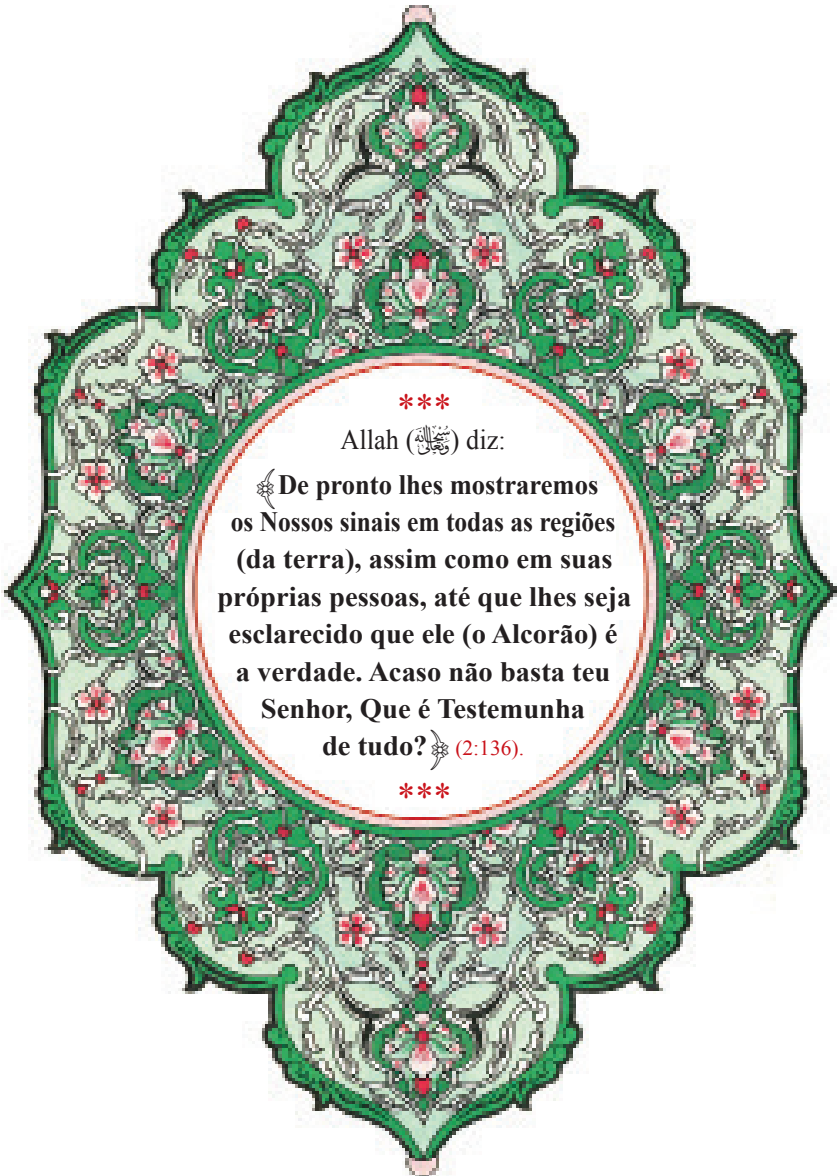 ***
Allah (سبحانه وتعالى) diz:
﴿De pronto lhes mostraremos
os Nossos sinais em todas as regiões
(da terra), assim como em suas
próprias pessoas, até que lhes seja
esclarecido que ele (o Alcorão) é
a verdade. Acaso não basta teu
Senhor, Que é Testemunha
de tudo?﴾ (2:136).
***